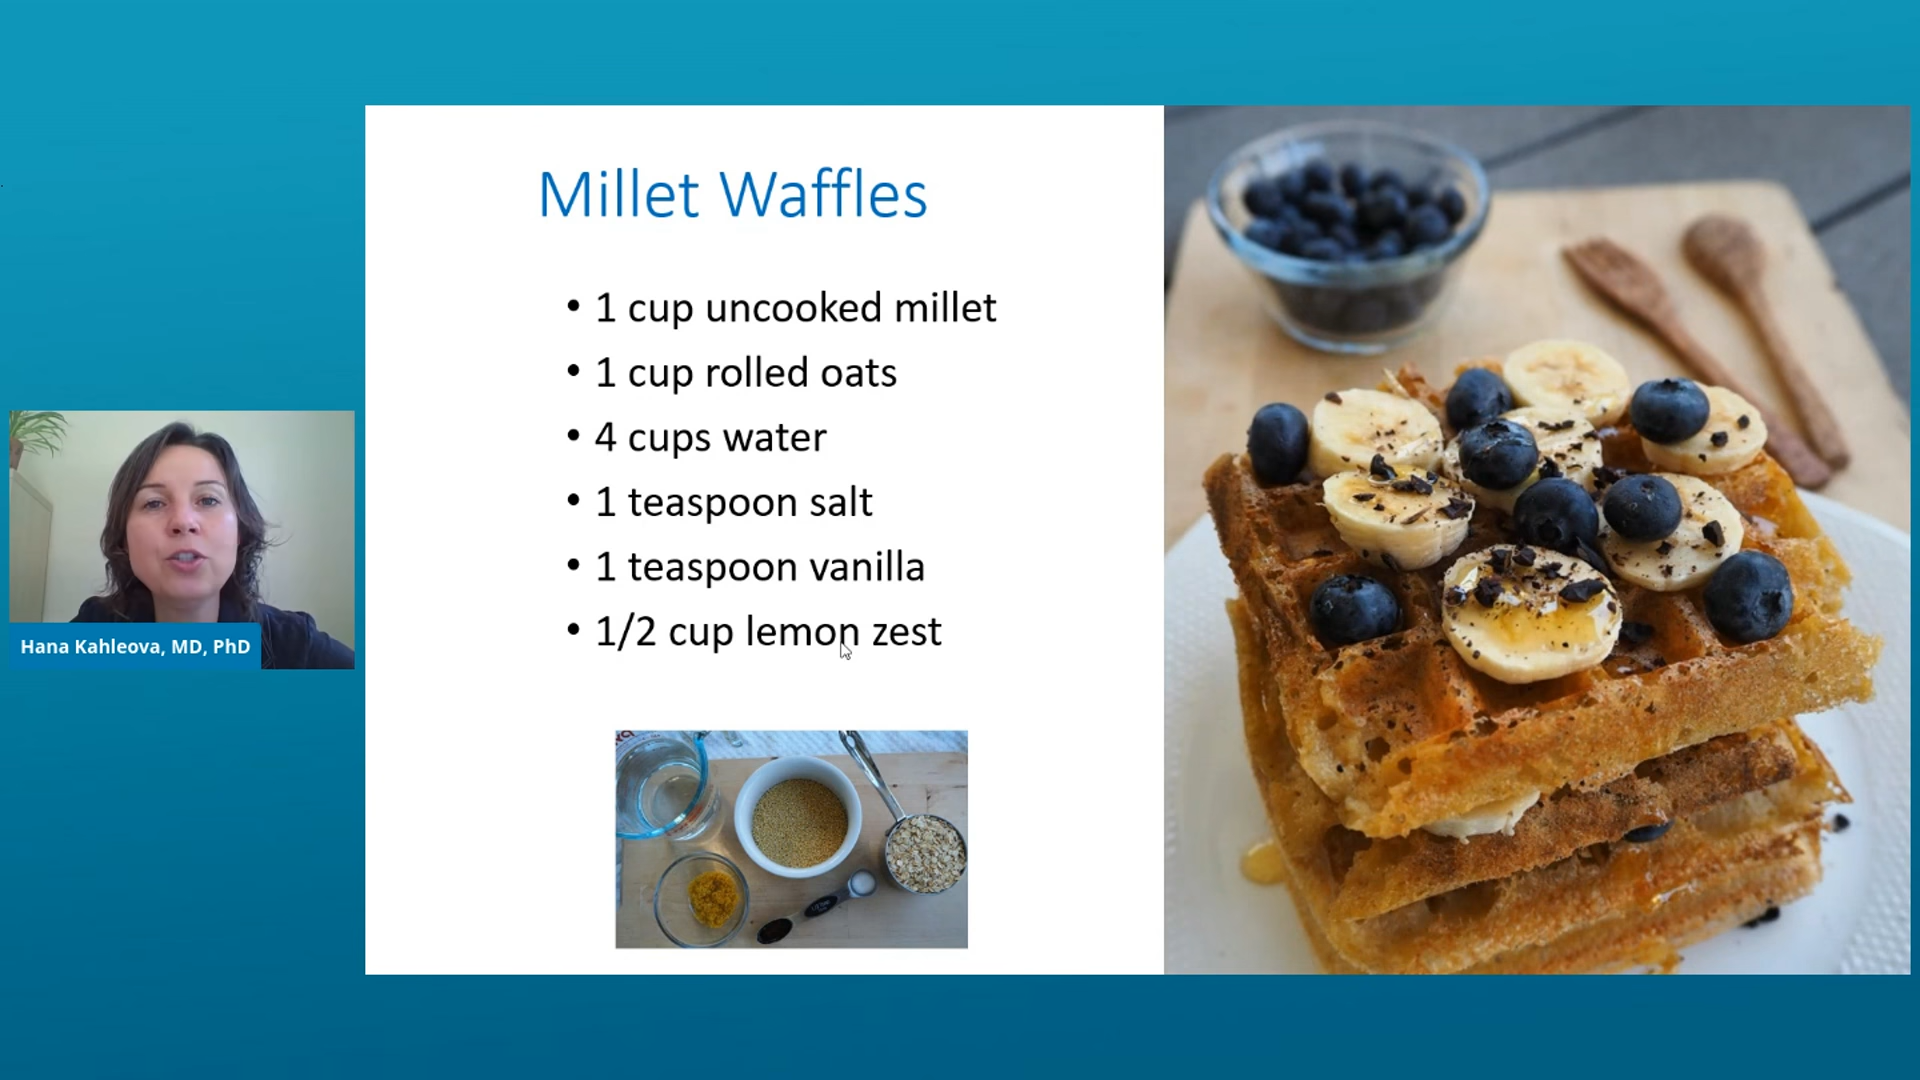 Millet Waffles
• 1 cup uncooked millet
• 1 cup rolled oats
• 4 cups water
• 1 teaspoon salt
• 1 teaspoon vanilla
• 1/2 cup lemon zest
Hana Kahleova, MD, PhD